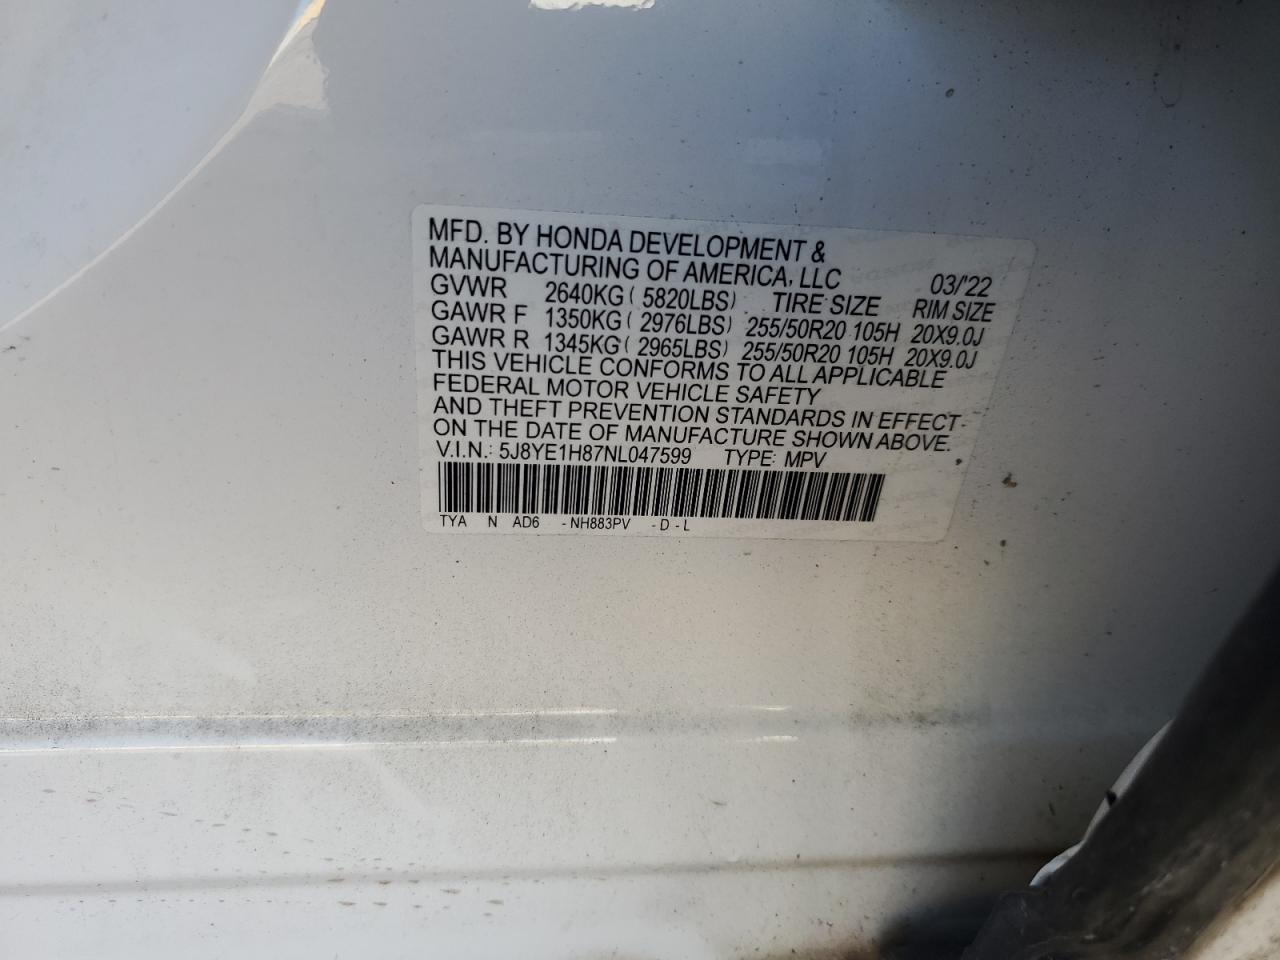 MFD. BY HONDA DEVELOPMENT &
MANUFACTURING OF AMERICA, LLC 03/'22
GVWR 2640KG ( 5820LBS) TIRE SIZE RIM SIZE
GAWR F 1350KG ( 2976LBS) 255/50R20 105H 20X9.0J
GAWR R 1345KG ( 2965LBS) 255/50R20 105H 20X9.0J
THIS VEHICLE CONFORMS TO ALL APPLICABLE
FEDERAL MOTOR VEHICLE SAFETY
AND THEFT PREVENTION STANDARDS IN EFFECT
ON THE DATE OF MANUFACTURE SHOWN ABOVE.
V.I.N.: 5J8YE1H87NL047599 TYPE: MPV
TYA N AD6 - NH883PV - D - L